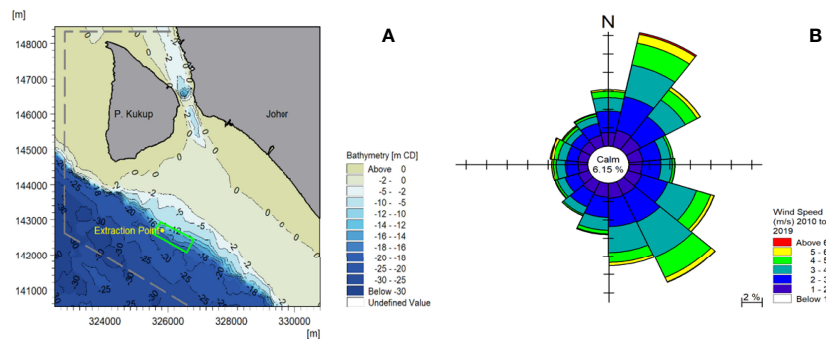 [m]
A
148500
147000
146000
145000
144000
143000
142000
141000
P. Kukup
Johor
Extraction Point
324000 326000 328000 330000
[m]
Bathymetry [m CD]
Above 0
-2 - 0
-5 - -2
-10 - -5
-12 - -10
-14 - -12
-16 - -14
-18 - -16
-20 - -18
-25 - -20
-30 - -25
Below -30
Undefined Value
B
N
Calm
6.15 %
2 %
Wind Speed
(m/s) 2010 to
2019
Above 6
5 - 6
4 - 5
3 - 4
2 - 3
1 - 2
Below 1